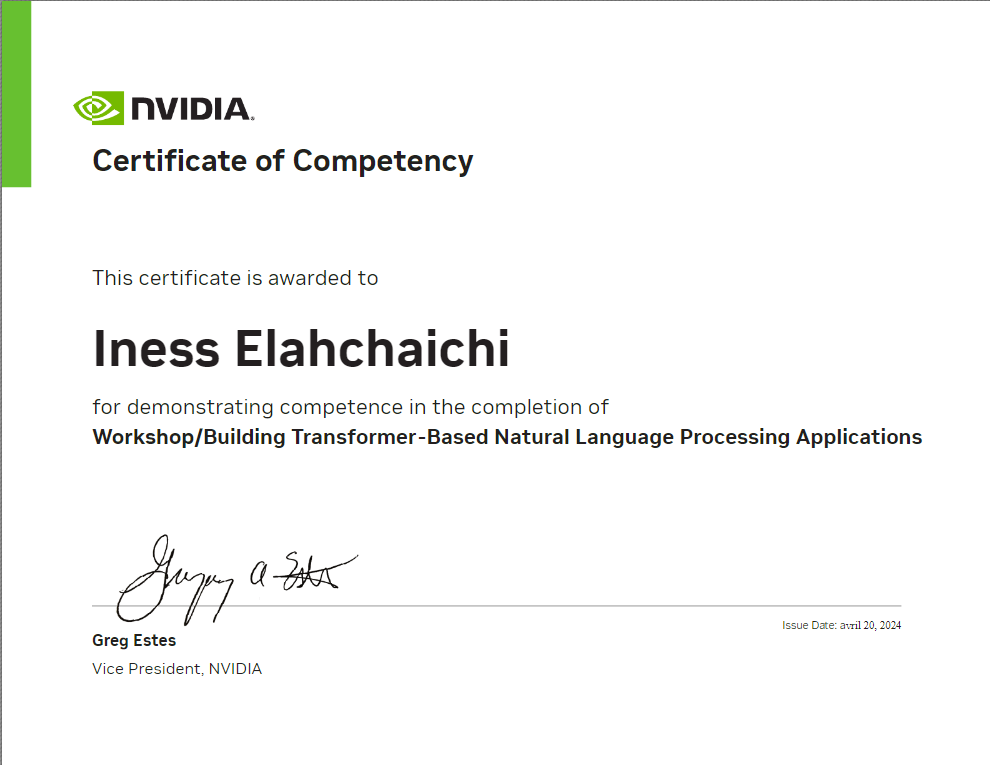 NVIDIA.
Certificate of Competency
This certificate is awarded to
Iness Elahchaichi
for demonstrating competence in the completion of
Workshop/Building Transformer-Based Natural Language Processing Applications
Gregory A Estes
Issue Date: avril 20, 2024
Greg Estes
Vice President, NVIDIA